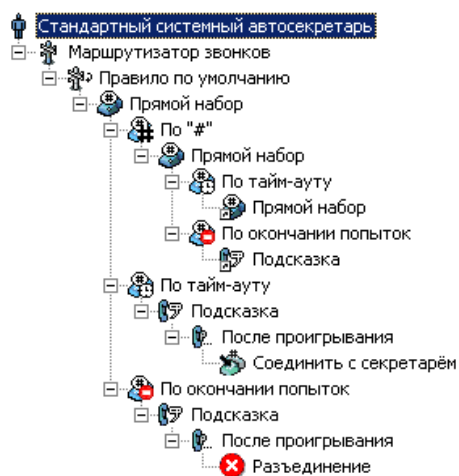 Стандартный системный автосекретарь
Маршрутизатор звонков
Правило по умолчанию
Прямой набор
По "#"
Прямой набор
По тайм-ауту
Прямой набор
По окончании попыток
Подсказка
По тайм-ауту
Подсказка
После проигрывания
Соединить с секретарём
По окончании попыток
Подсказка
После проигрывания
Разъединение